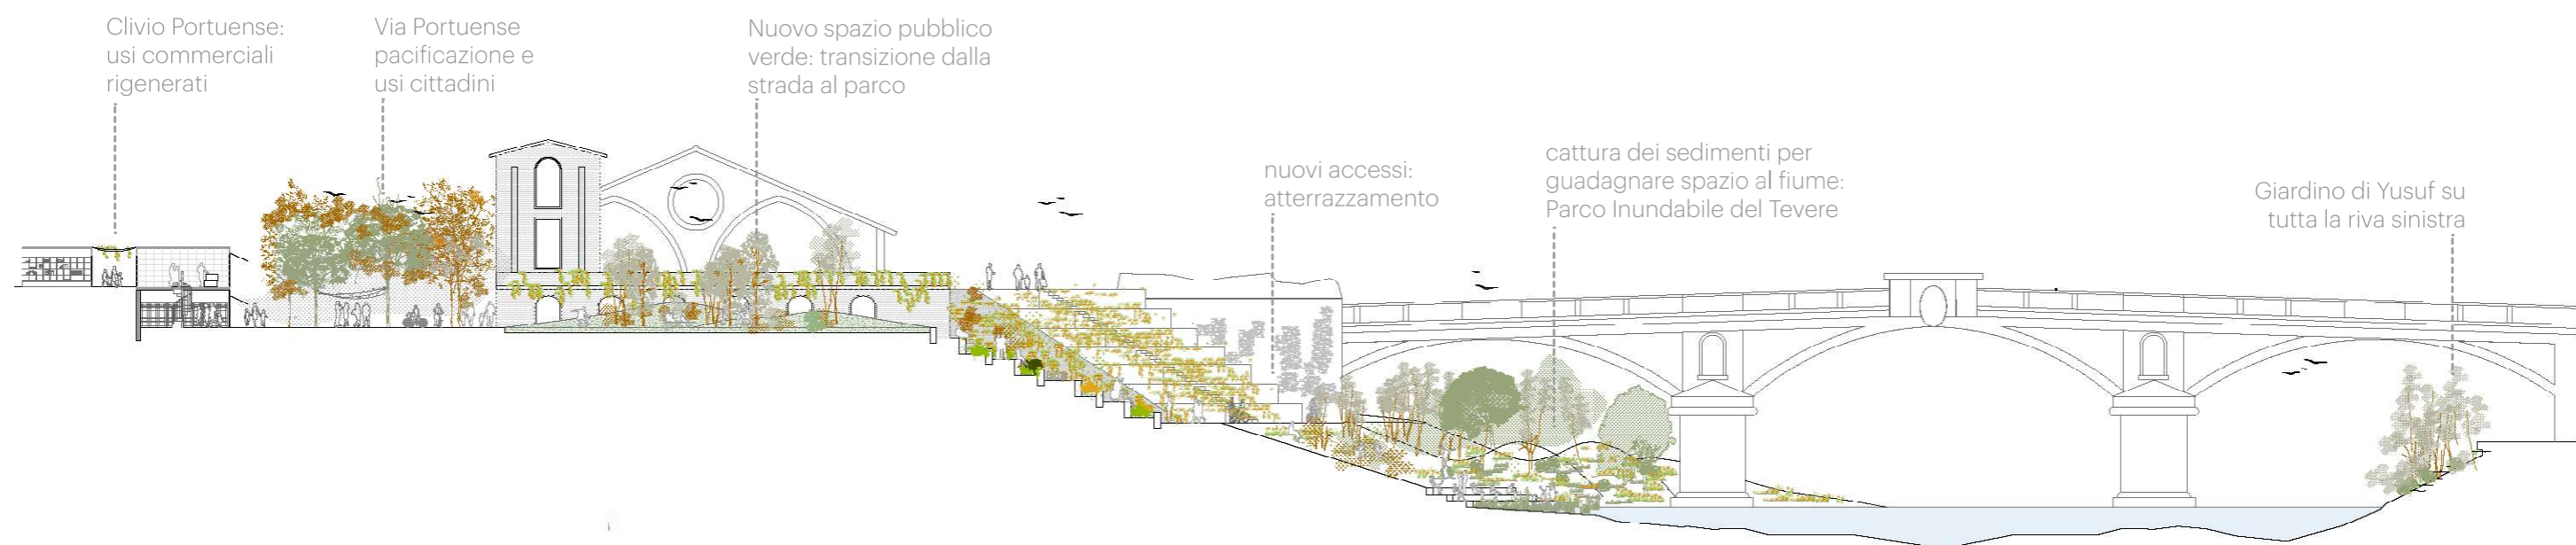 Clivio Portuense:
usi commerciali
rigenerati
Via Portuense
pacificazione e
usi cittadini
Nuovo spazio pubblico
verde: transizione dalla
strada al parco
nuovi accessi:
atterrazzamento
cattura dei sedimenti per
guadagnare spazio al fiume:
Parco Inundabile del Tevere
Giardino di Yusuf su
tutta la riva sinistra